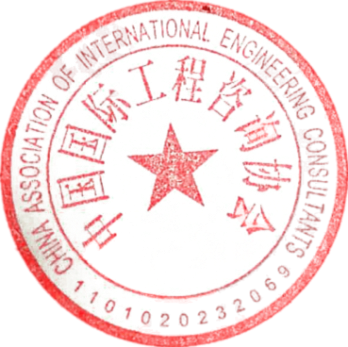 CHINA ASSOCIATION OF INTERNATIONAL ENGINEERING CONSULTANTS
中国国际工程咨询协会
1101020232069